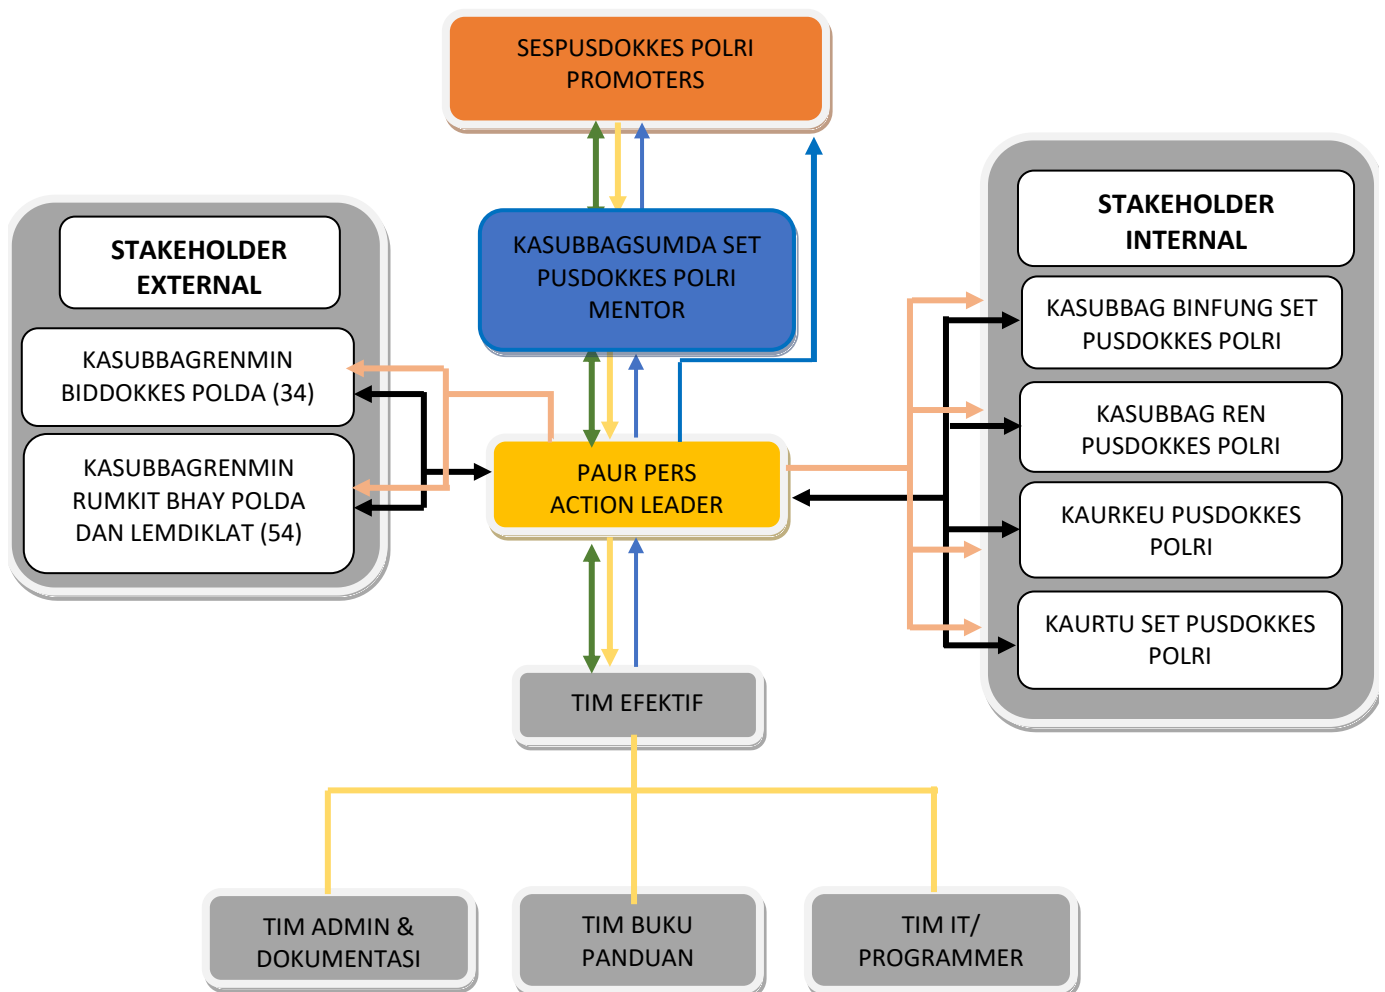 SESPUSDOKKES POLRI
PROMOTERS
KASUBBAGSUMDA SET
PUSDOKKES POLRI
MENTOR
STAKEHOLDER
EXTERNAL
KASUBBAGRENMIN
BIDDOKKES POLDA (34)
KASUBBAGRENMIN
RUMKIT BHAY POLDA
DAN LEMDIKLAT (54)
PAUR PERS
ACTION LEADER
STAKEHOLDER
INTERNAL
KASUBBAG BINFUNG SET
PUSDOKKES POLRI
KASUBBAG REN
PUSDOKKES POLRI
KAURKEU PUSDOKKES
POLRI
KAURTU SET PUSDOKKES
POLRI
TIM EFEKTIF
TIM ADMIN &
DOKUMENTASI
TIM BUKU
PANDUAN
TIM IT/
PROGRAMMER